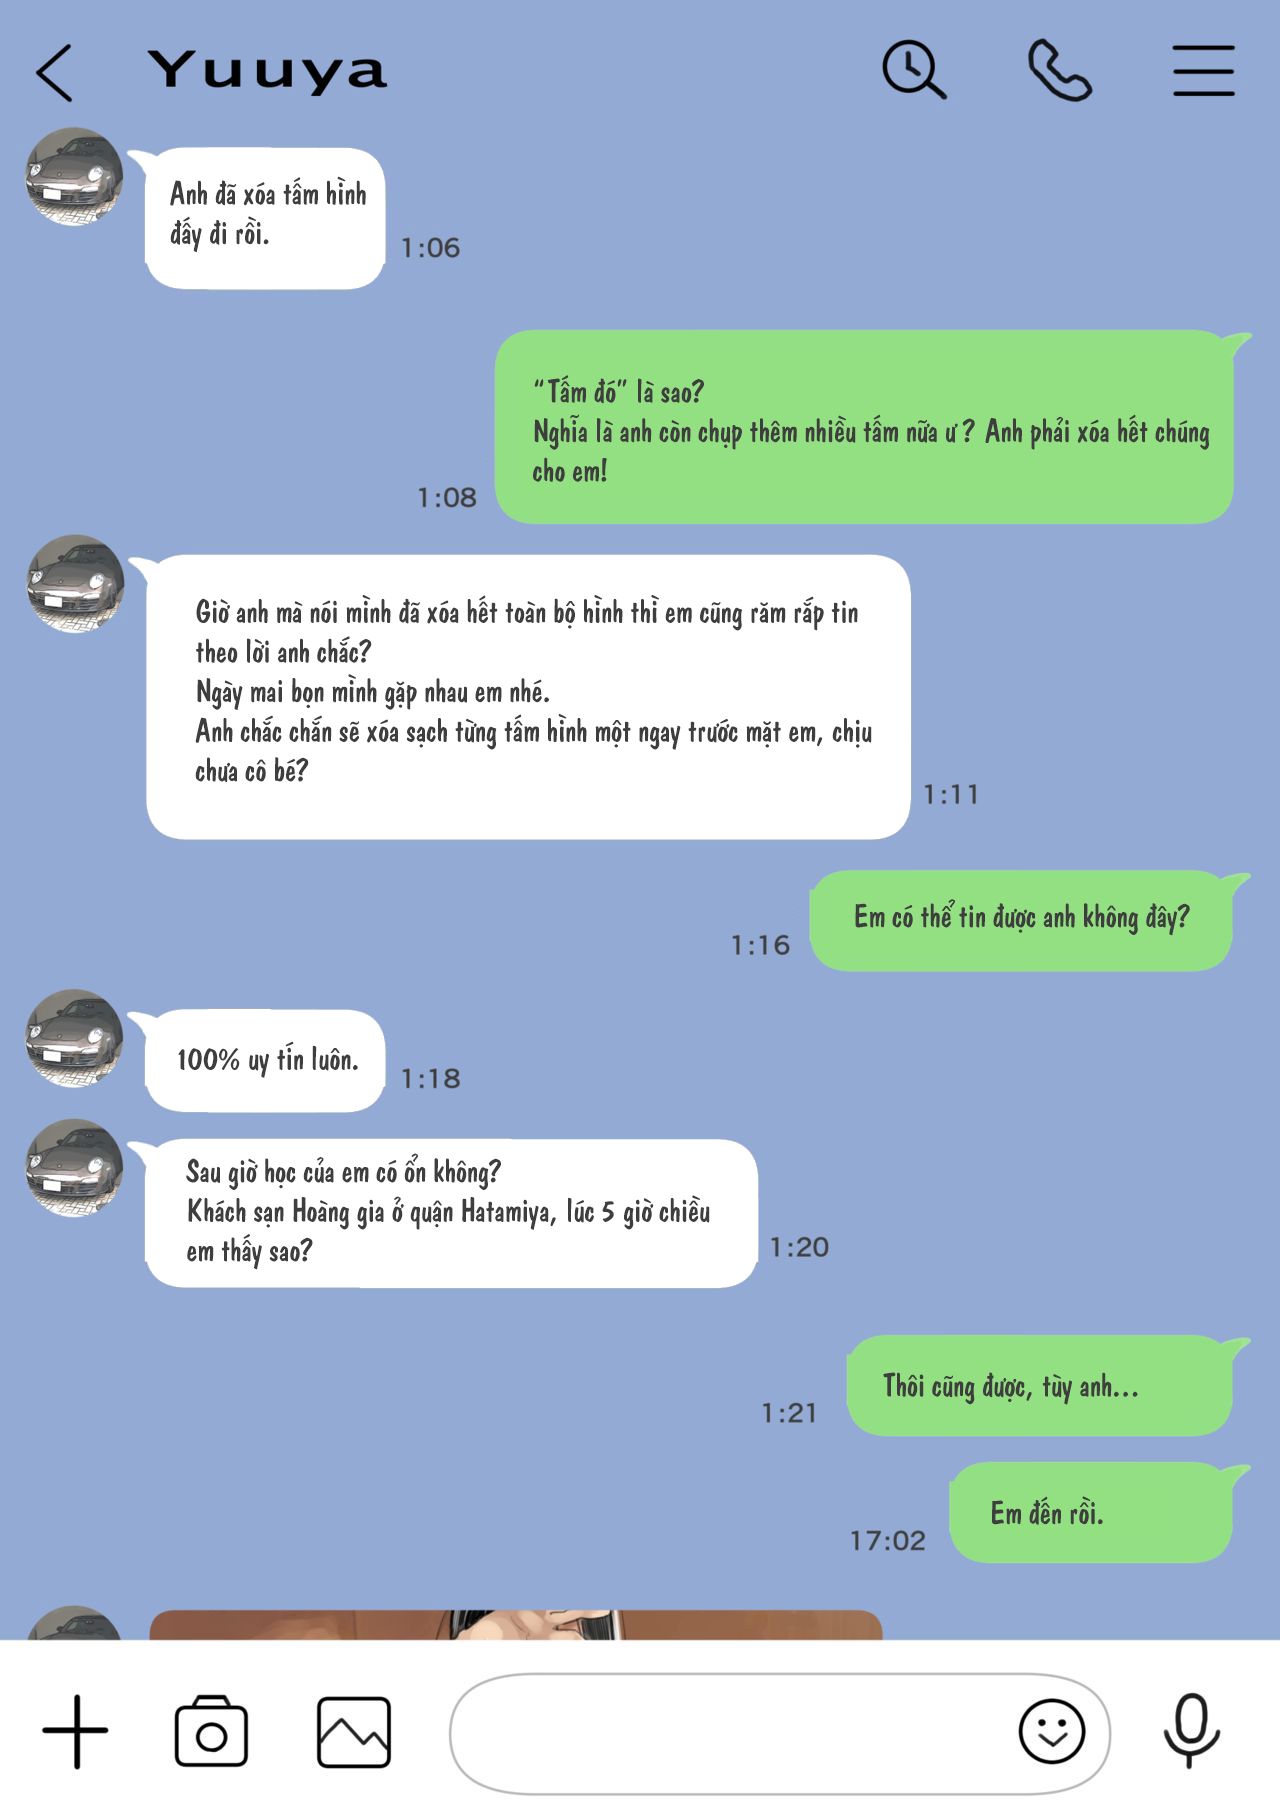 Yuuya
Anh đã xóa tấm hình
đấy đi rồi.
1:06
“Tấm đó” là sao?
Nghĩa là anh còn chụp thêm nhiều tấm nữa ư? Anh phải xóa hết chúng
cho em!
1:08
Giờ anh mà nói mình đã xóa hết toàn bộ hình thì em cũng răm rắp tin
theo lời anh chắc?
Ngày mai bọn mình gặp nhau em nhé.
Anh chắc chắn sẽ xóa sạch từng tấm hình một ngay trước mặt em, chịu
chưa cô bé?
1:11
Em có thể tin được anh không đây?
1:16
100% uy tín luôn.
1:18
Sau giờ học của em có ổn không?
Khách sạn Hoàng gia ở quận Hatamiya, lúc 5 giờ chiều
em thấy sao?
1:20
Thôi cũng được, tùy anh...
1:21
Em đến rồi.
17:02